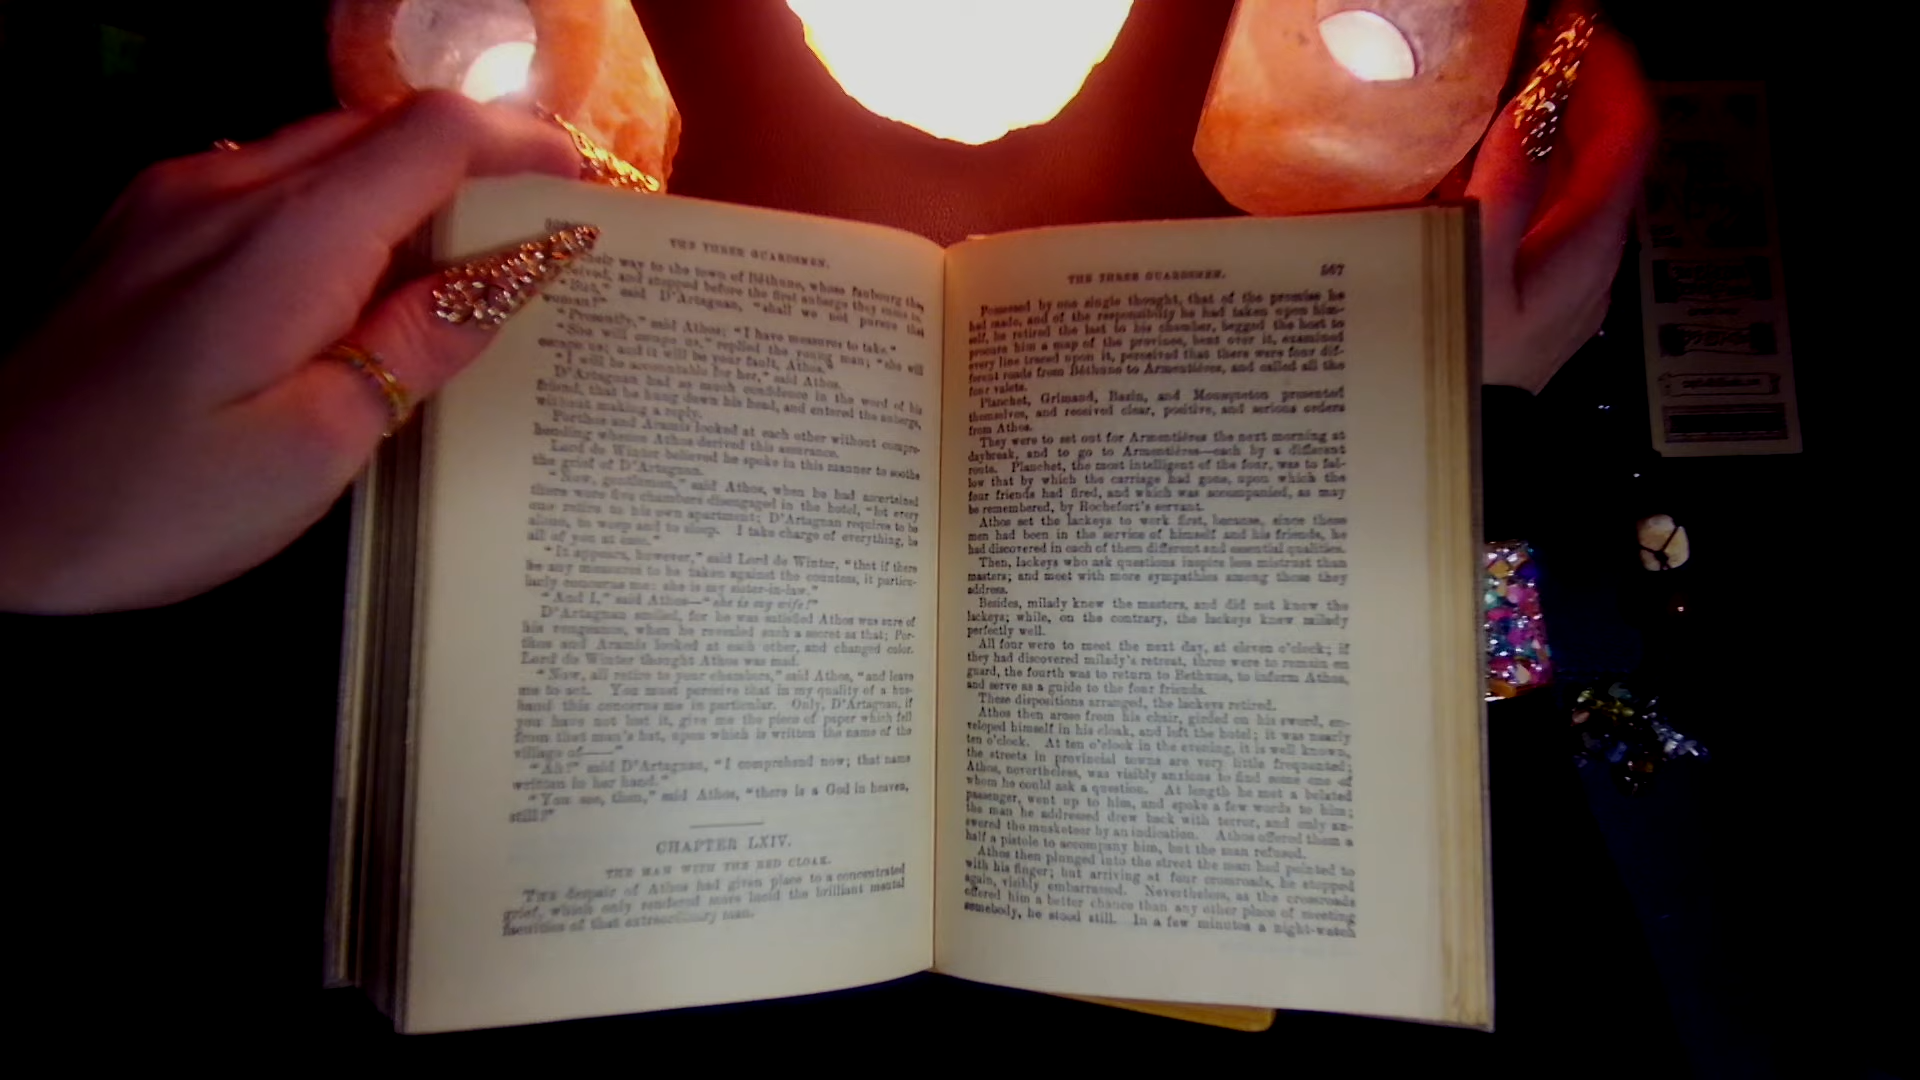 THE THREE GUARDSMEN.
their way to the town of Béthune, whose faubourg they
and stopped before the first auberge they came to.
"But," said D'Artagnan, "shall we not pursue that
woman?"
"Presently," said Athos; "I have measures to take."
"She will escape us," replied the young man; "she will
escape us; and it will be your fault, Athos."
"I will be accountable for her," said Athos.
D'Artagnan had so much confidence in the word of his
friend, that he hung down his head, and entered the auberge,
without making a reply.
Porthos and Aramis looked at each other without compre-
hending whence Athos derived this assurance.
Lord de Winter believed he spoke in this manner to soothe
the grief of D'Artagnan.
"Now, gentlemen," said Athos, when he had ascertained
there were five chambers disengaged in the hotel, "let every
one retire to his own apartment; D'Artagnan requires to be
alone, to weep and to sleep. I take charge of everything, be
all of you at ease."
"It appears, however," said Lord de Winter, "that if there
be any measures to be taken against the countess, it particu-
larly concerns me: she is my sister-in-law."
"And I," said Athos—"she is my wife!"
D'Artagnan smiled, for he was satisfied Athos was sure of
his vengeance, when he revealed such a secret as that; Por-
thos and Aramis looked at each other, and changed color.
Lord de Winter thought Athos was mad.
"Now, all retire to your chambers," said Athos, "and leave
me to act. You must perceive that in my quality of a hus-
band this concerns me in particular. Only, D'Artagnan, if
you have not lost it, give me the piece of paper which fell
from that man's hat, upon which is written the name of the
village of——"
"Ah!" said D'Artagnan, "I comprehend now; that name
written in her hand."
"You see, then," said Athos, "there is a God in heaven,
still!"
CHAPTER LXIV.
THE MAN WITH THE RED CLOAK.
THE despair of Athos had given place to a concentrated
grief, which only rendered more lucid the brilliant mental
faculties of that extraordinary man.
THE THREE GUARDSMEN. 567
Possessed by one single thought, that of the promise he
had made, and of the responsibility he had taken upon him-
self, he retired the last to his chamber, begged the host to
procure him a map of the province, bent over it, examined
every line traced upon it, perceived that there were four dif-
ferent roads from Béthune to Armentières, and called all the
four valets.
Planchet, Grimaud, Bazin, and Mousqueton presented
themselves, and received clear, positive, and serious orders
from Athos.
They were to set out for Armentières the next morning at
daybreak, and to go to Armentières—each by a different
route. Planchet, the most intelligent of the four, was to fol-
low that by which the carriage had gone, upon which the
four friends had fired, and which was accompanied, as may
be remembered, by Rochefort's servant.
Athos set the lackeys to work first, because, since these
men had been in the service of himself and his friends, he
had discovered in each of them different and essential qualities.
Then, lackeys who ask questions inspire less mistrust than
masters; and meet with more sympathies among those they
address.
Besides, milady knew the masters, and did not know the
lackeys; while, on the contrary, the lackeys knew milady
perfectly well.
All four were to meet the next day, at eleven o'clock; if
they had discovered milady's retreat, three were to remain on
guard, the fourth was to return to Bethune, to inform Athos,
and serve as a guide to the four friends.
These dispositions arranged, the lackeys retired.
Athos then arose from his chair, girded on his sword, en-
veloped himself in his cloak, and left the hotel; it was nearly
ten o'clock. At ten o'clock in the evening, it is well known,
the streets in provincial towns are very little frequented;
Athos, nevertheless, was visibly anxious to find some one of
whom he could ask a question. At length he met a belated
passenger, went up to him, and spoke a few words to him;
the man he addressed drew back with terror, and only an-
swered the musketeer by an indication. Athos offered them a
half a pistole to accompany him, but the man refused.
Athos then plunged into the street the man had pointed to
with his finger; but arriving at four crossroads, he stopped
again, visibly embarrassed. Nevertheless, as the crossroads
offered him a better chance than any other place of meeting
somebody, he stood still. In a few minutes a night-watch